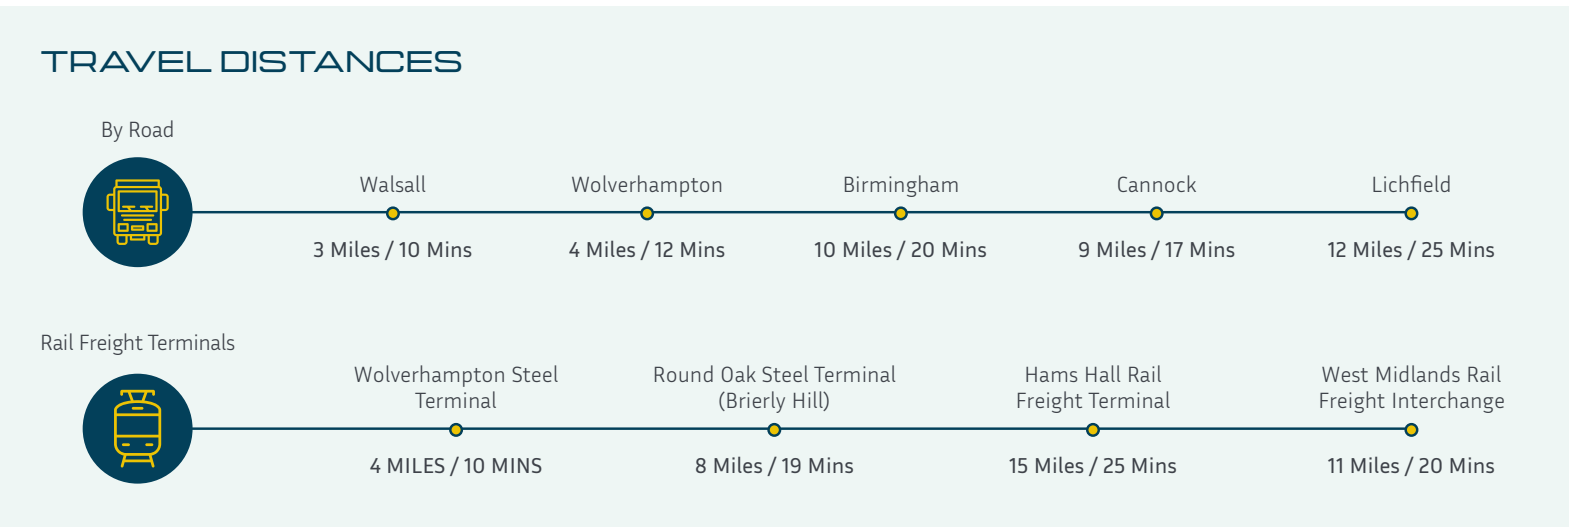 TRAVEL DISTANCES
By Road
Walsall
3 Miles / 10 Mins
Wolverhampton
4 Miles / 12 Mins
Birmingham
10 Miles / 20 Mins
Cannock
9 Miles / 17 Mins
Lichfield
12 Miles / 25 Mins
Rail Freight Terminals
Wolverhampton Steel
Terminal
4 MILES / 10 MINS
Round Oak Steel Terminal
(Brierly Hill)
8 Miles / 19 Mins
Hams Hall Rail
Freight Terminal
15 Miles / 25 Mins
West Midlands Rail
Freight Interchange
11 Miles / 20 Mins